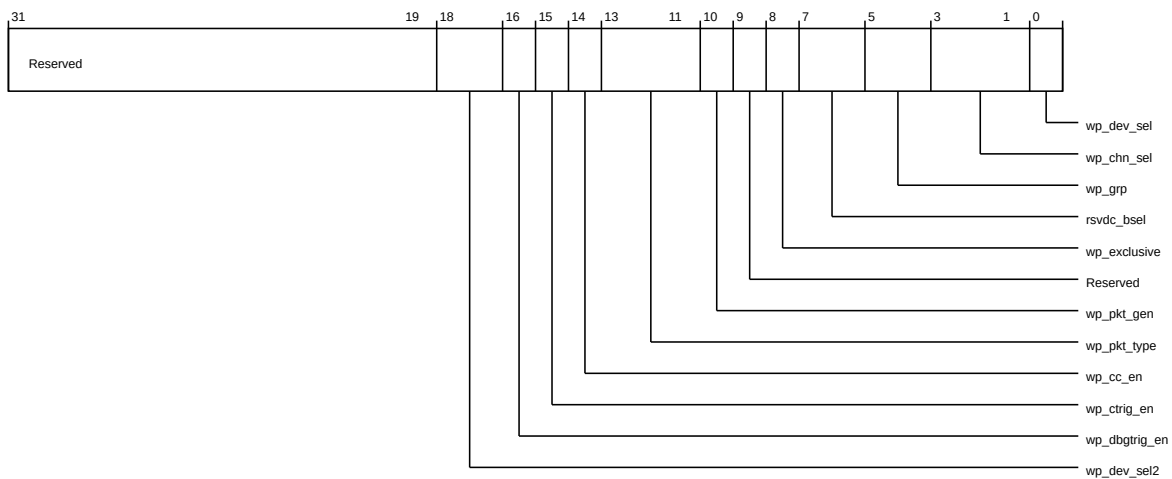 31 19 18 16 15 14 13 11 10 9 8 7 5 3 1 0
Reserved
wp_dev_sel
wp_chn_sel
wp_grp
rsvdc_bsel
wp_exclusive
Reserved
wp_pkt_gen
wp_pkt_type
wp_cc_en
wp_ctrig_en
wp_dbgtrig_en
wp_dev_sel2